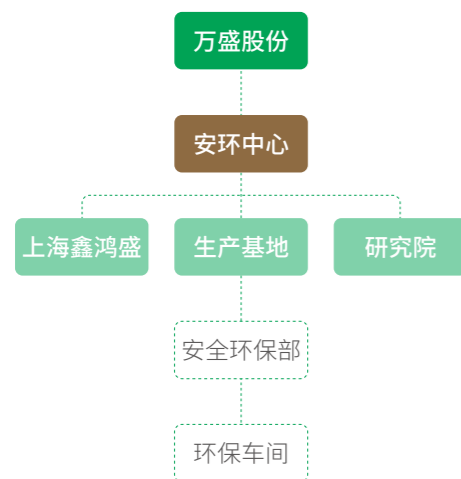 万盛股份
安环中心
上海鑫鸿盛
生产基地
研究院
安全环保部
环保车间